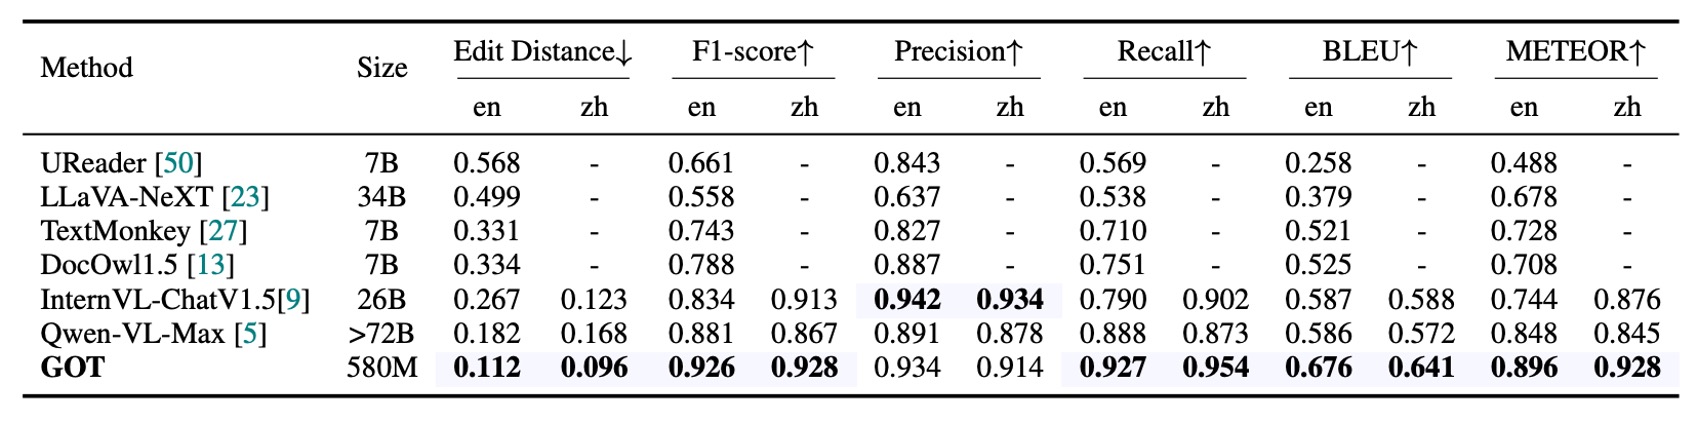 Method Size Edit Distance↓ F1-score↑ Precision↑ Recall↑ BLEU↑ METEOR↑
en zh en zh en zh en zh en zh en zh
UReader [50] 7B 0.568 - 0.661 - 0.843 - 0.569 - 0.258 - 0.488 -
LLaVA-NeXT [23] 34B 0.499 - 0.558 - 0.637 - 0.538 - 0.379 - 0.678 -
TextMonkey [27] 7B 0.331 - 0.743 - 0.827 - 0.710 - 0.521 - 0.728 -
DocOwl1.5 [13] 7B 0.334 - 0.788 - 0.887 - 0.751 - 0.525 - 0.708 -
InternVL-ChatV1.5[9] 26B 0.267 0.123 0.834 0.913 0.942 0.934 0.790 0.902 0.587 0.588 0.744 0.876
Qwen-VL-Max [5] >72B 0.182 0.168 0.881 0.867 0.891 0.878 0.888 0.873 0.586 0.572 0.848 0.845
GOT 580M 0.112 0.096 0.926 0.928 0.934 0.914 0.927 0.954 0.676 0.641 0.896 0.928